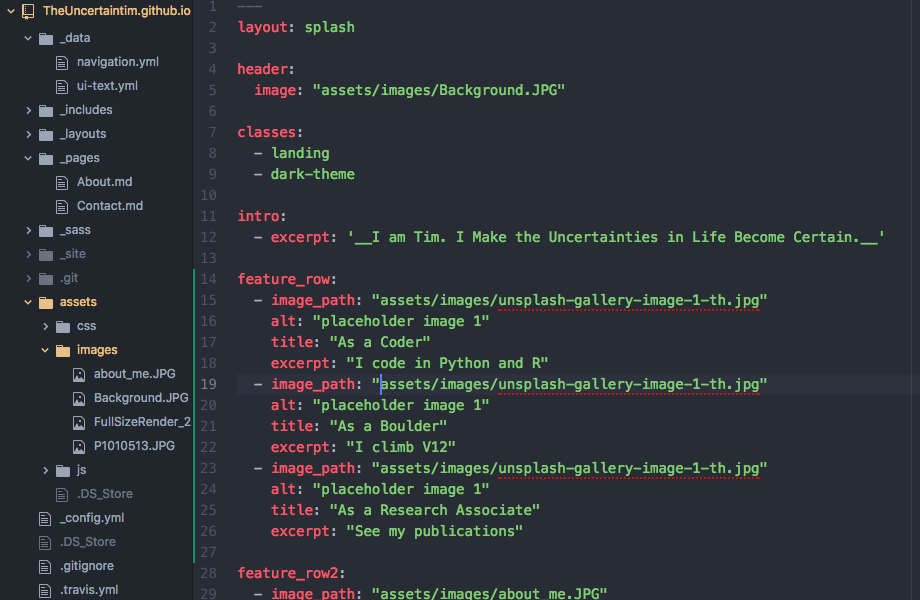 TheUncertaintim.github.io
_data
navigation.yml
ui-text.yml
_includes
_layouts
_pages
About.md
Contact.md
_sass
_site
.git
assets
css
images
about_me.JPG
Background.JPG
FullSizeRender_2
P1010513.JPG
js
.DS_Store
_config.yml
.DS_Store
.gitignore
.travis.yml
1 ---
2 layout: splash
3
4 header:
5 image: "assets/images/Background.JPG"
6
7 classes:
8 - landing
9 - dark-theme
10
11 intro:
12 - excerpt: '__I am Tim. I Make the Uncertainties in Life Become Certain.__'
13
14 feature_row:
15 - image_path: "assets/images/unsplash-gallery-image-1-th.jpg"
16 alt: "placeholder image 1"
17 title: "As a Coder"
18 excerpt: "I code in Python and R"
19 - image_path: "assets/images/unsplash-gallery-image-1-th.jpg"
20 alt: "placeholder image 1"
21 title: "As a Boulder"
22 excerpt: "I climb V12"
23 - image_path: "assets/images/unsplash-gallery-image-1-th.jpg"
24 alt: "placeholder image 1"
25 title: "As a Research Associate"
26 excerpt: "See my publications"
27
28 feature_row2:
29 - image_path: "assets/images/about_me.JPG"